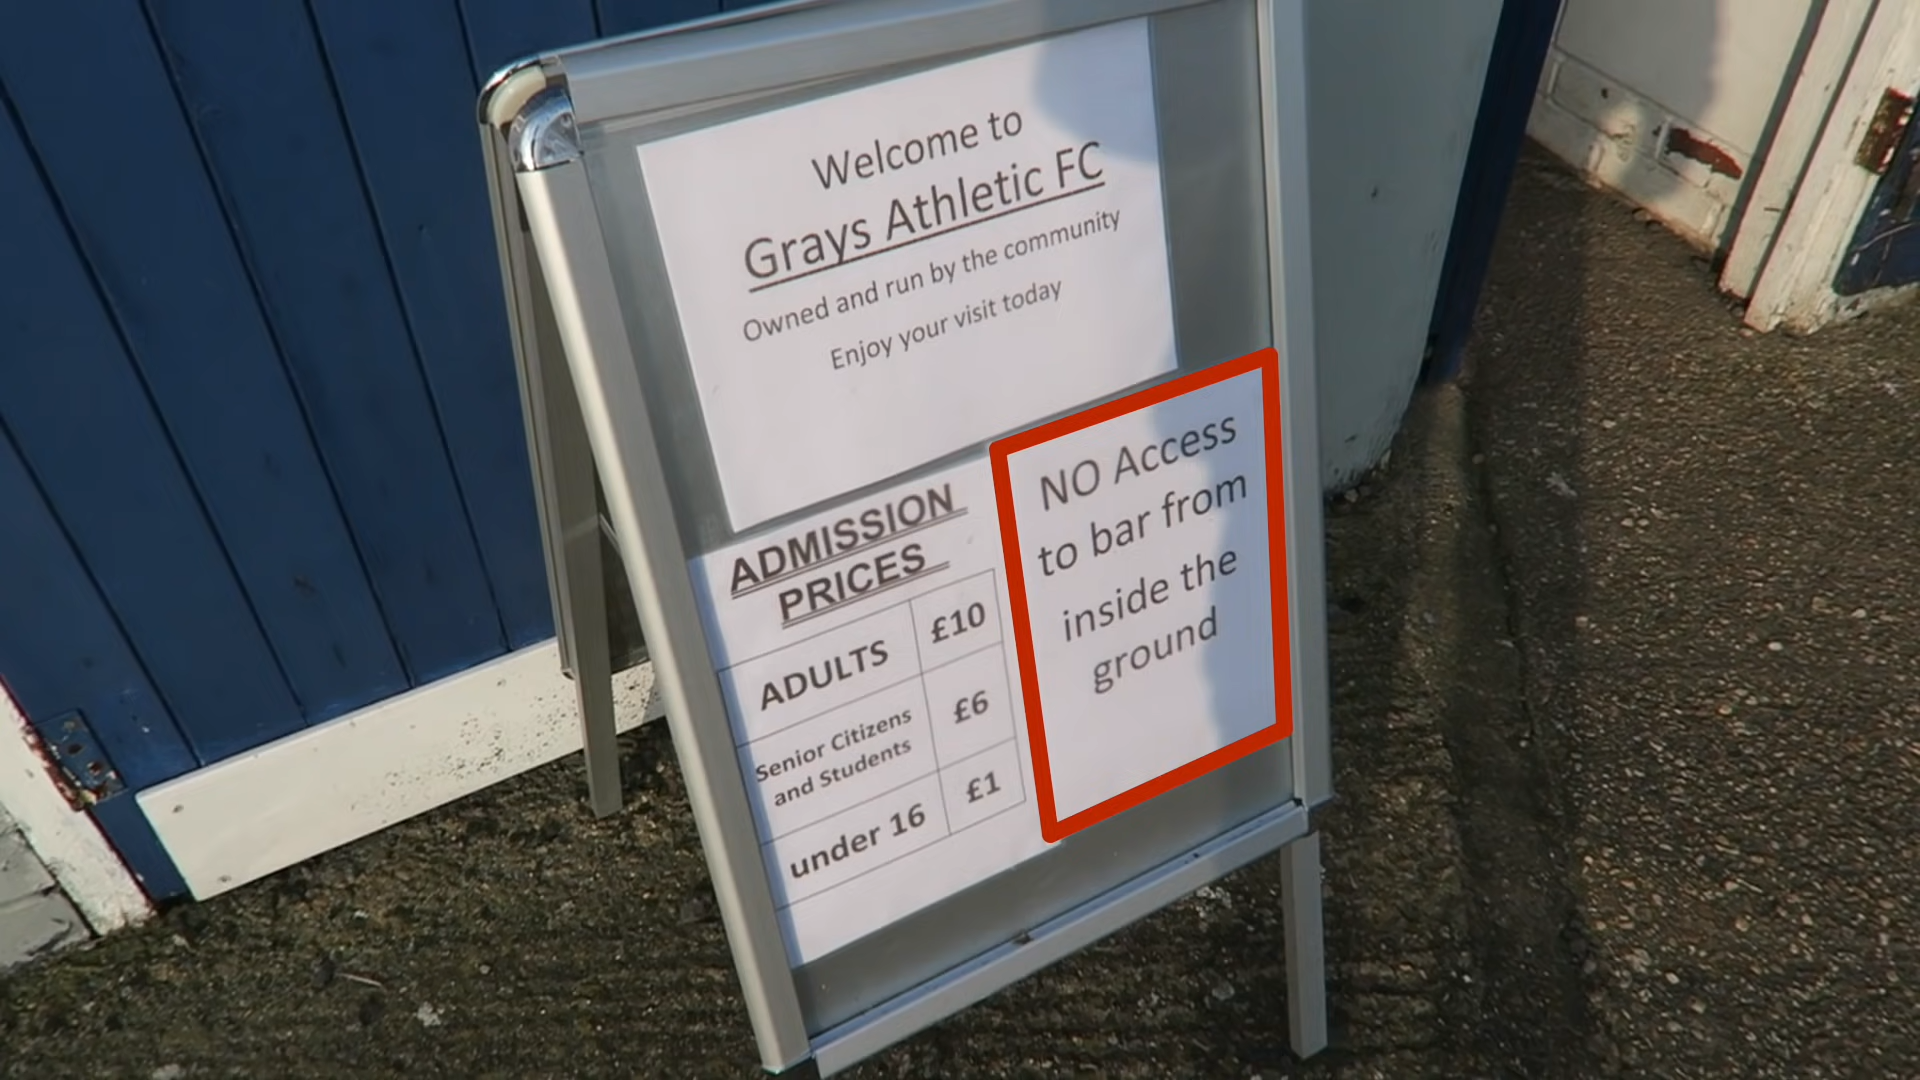 Welcome to
Grays Athletic FC
Owned and run by the community
Enjoy your visit today
ADMISSION
PRICES
ADULTS £10
Senior Citizens
and Students £6
under 16 £1
NO Access
to bar from
inside the
ground